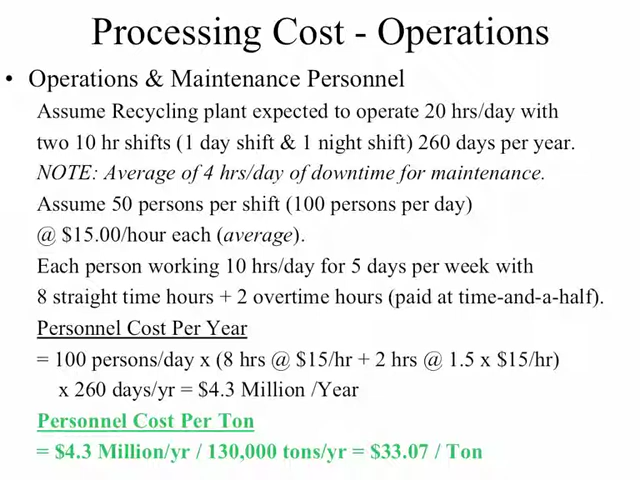 Processing Cost - Operations
• Operations & Maintenance Personnel
Assume Recycling plant expected to operate 20 hrs/day with
two 10 hr shifts (1 day shift & 1 night shift) 260 days per year.
NOTE: Average of 4 hrs/day of downtime for maintenance.
Assume 50 persons per shift (100 persons per day)
@ $15.00/hour each (average).
Each person working 10 hrs/day for 5 days per week with
8 straight time hours + 2 overtime hours (paid at time-and-a-half).
Personnel Cost Per Year
= 100 persons/day x (8 hrs @ $15/hr + 2 hrs @ 1.5 x $15/hr)
x 260 days/yr = $4.3 Million /Year
Personnel Cost Per Ton
= $4.3 Million/yr / 130,000 tons/yr = $33.07 / Ton